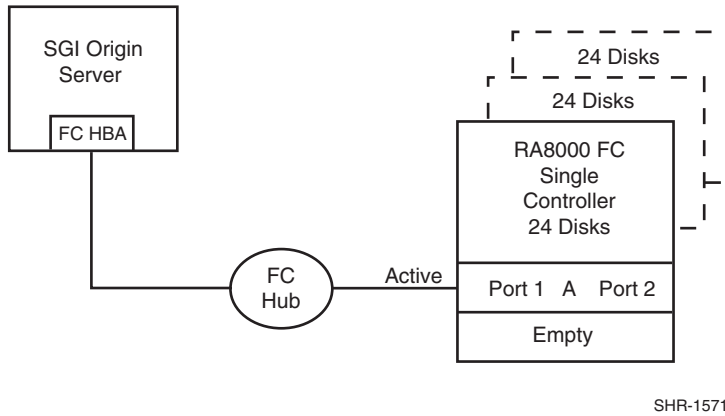 SGI Origin
Server
FC HBA
24 Disks
24 Disks
RA8000 FC
Single
Controller
24 Disks
FC
Hub
Active
Port 1 A Port 2
Empty
SHR-1571